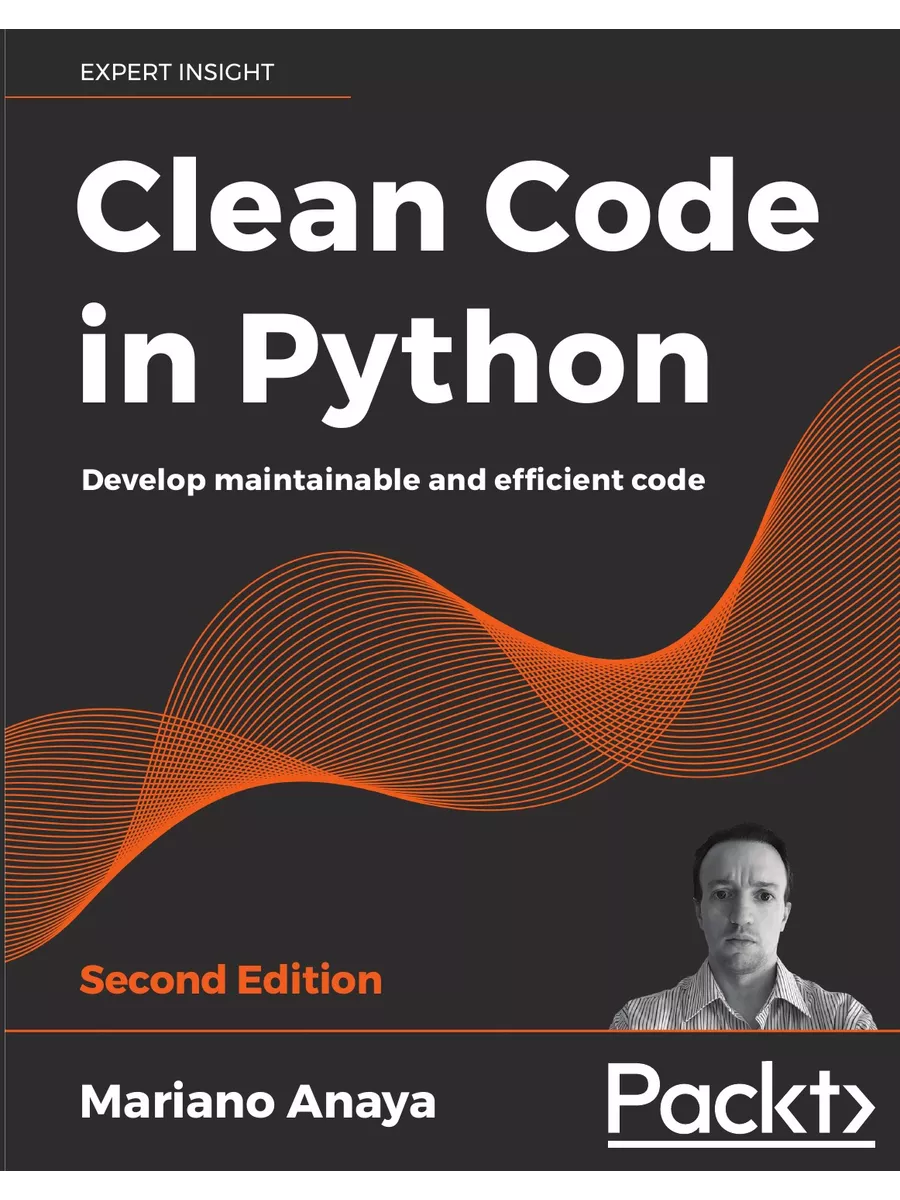 EXPERT INSIGHT
Clean Code
in Python
Develop maintainable and efficient code
Second Edition
Mariano Anaya
Packt